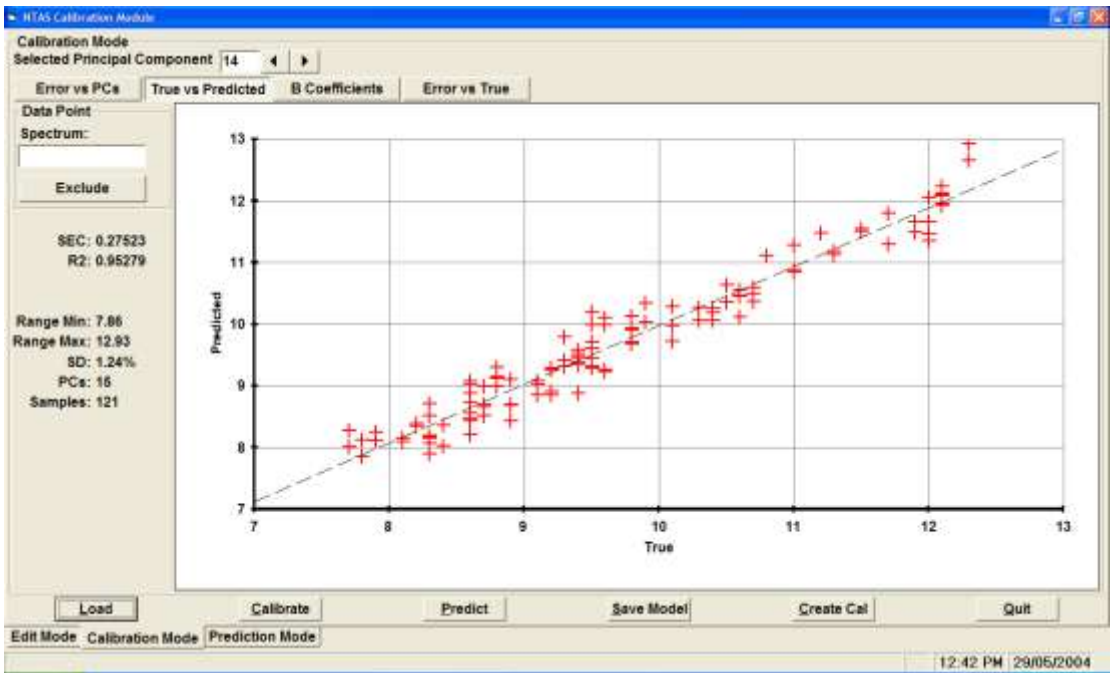 NTAS Calibration Module
Calibration Mode
Selected Principal Component 14
Error vs PCs True vs Predicted B Coefficients Error vs True
Data Point
Spectrum:
Exclude
SEC: 0.27523
R2: 0.95279
Range Min: 7.86
Range Max: 12.93
SD: 1.24%
PCs: 16
Samples: 121
13
12
11
10
9
8
7
Predicted
7 8 9 10 11 12 13
True
Load Calibrate Predict Save Model Create Cal Quit
Edit Mode Calibration Mode Prediction Mode
12:42 PM 29/05/2004